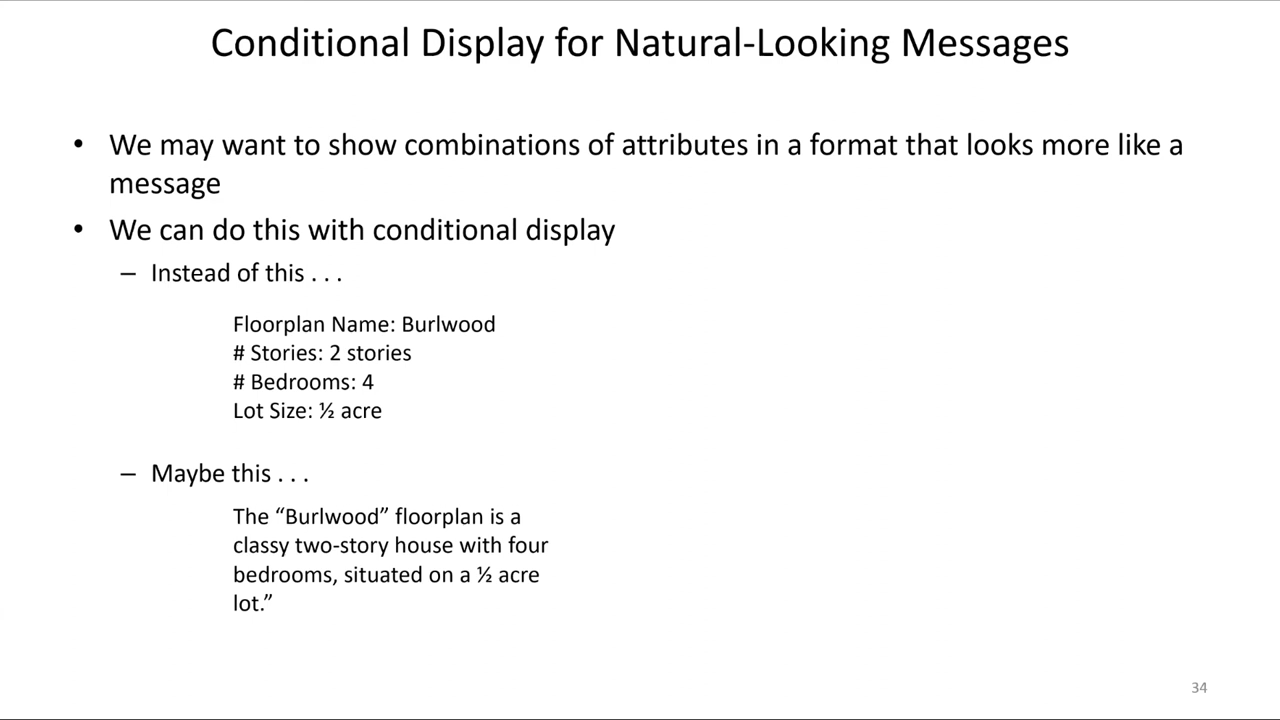 Conditional Display for Natural-Looking Messages
• We may want to show combinations of attributes in a format that looks more like a
message
• We can do this with conditional display
– Instead of this . . .
Floorplan Name: Burlwood
# Stories: 2 stories
# Bedrooms: 4
Lot Size: ½ acre
– Maybe this . . .
The “Burlwood” floorplan is a
classy two-story house with four
bedrooms, situated on a ½ acre
lot.”
34